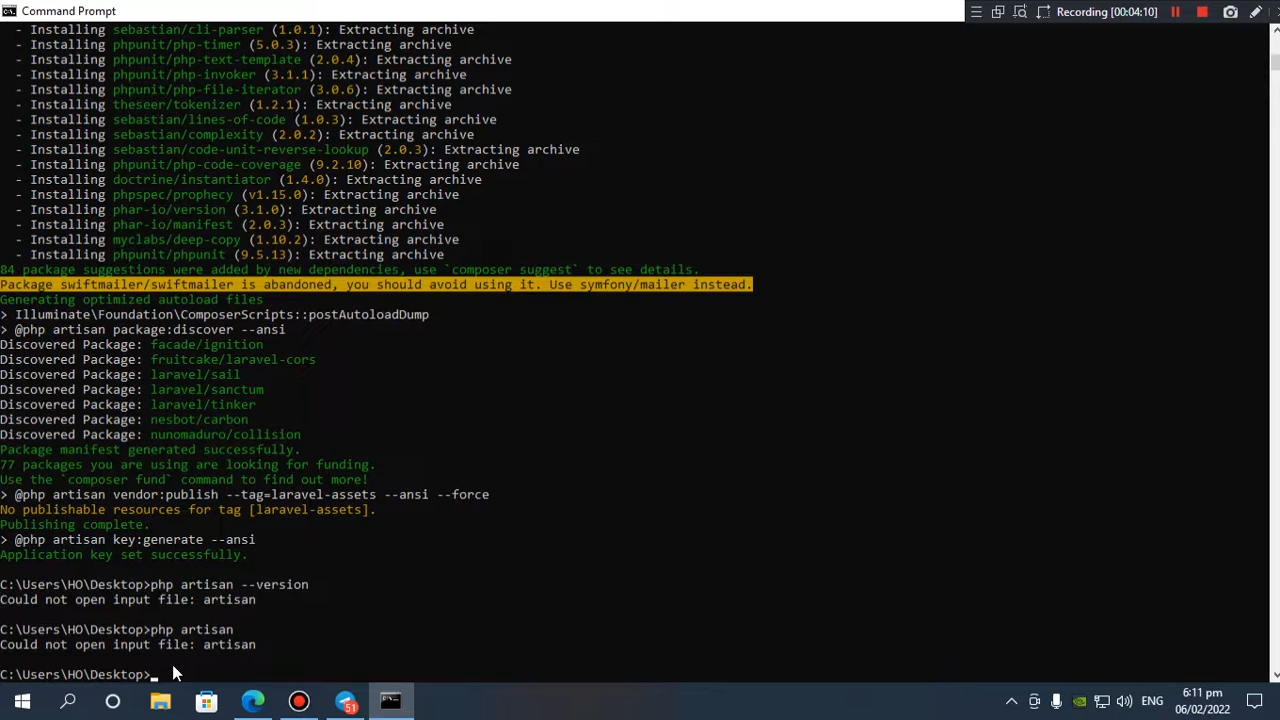 Command Prompt
Recording [00:04:10]
- Installing sebastian/cli-parser (1.0.1): Extracting archive
- Installing phpunit/php-timer (5.0.3): Extracting archive
- Installing phpunit/php-text-template (2.0.4): Extracting archive
- Installing phpunit/php-invoker (3.1.1): Extracting archive
- Installing phpunit/php-file-iterator (3.0.6): Extracting archive
- Installing theseer/tokenizer (1.2.1): Extracting archive
- Installing sebastian/lines-of-code (1.0.3): Extracting archive
- Installing sebastian/complexity (2.0.2): Extracting archive
- Installing sebastian/code-unit-reverse-lookup (2.0.3): Extracting archive
- Installing phpunit/php-code-coverage (9.2.10): Extracting archive
- Installing doctrine/instantiator (1.4.0): Extracting archive
- Installing phpspec/prophecy (v1.15.0): Extracting archive
- Installing phar-io/version (3.1.0): Extracting archive
- Installing phar-io/manifest (2.0.3): Extracting archive
- Installing myclabs/deep-copy (1.10.2): Extracting archive
- Installing phpunit/phpunit (9.5.13): Extracting archive
84 package suggestions were added by new dependencies, use `composer suggest` to see details.
Package swiftmailer/swiftmailer is abandoned, you should avoid using it. Use symfony/mailer instead.
Generating optimized autoload files
> Illuminate\Foundation\ComposerScripts::postAutoloadDump
> @php artisan package:discover --ansi
Discovered Package: facade/ignition
Discovered Package: fruitcake/laravel-cors
Discovered Package: laravel/sail
Discovered Package: laravel/sanctum
Discovered Package: laravel/tinker
Discovered Package: nesbot/carbon
Discovered Package: nunomaduro/collision
Package manifest generated successfully.
77 packages you are using are looking for funding.
Use the `composer fund` command to find out more!
> @php artisan vendor:publish --tag=laravel-assets --ansi --force
No publishable resources for tag [laravel-assets].
Publishing complete.
> @php artisan key:generate --ansi
Application key set successfully.
C:\Users\HO\Desktop>php artisan --version
Could not open input file: artisan
C:\Users\HO\Desktop>php artisan
Could not open input file: artisan
C:\Users\HO\Desktop>
51
ENG
6:11 pm
06/02/2022